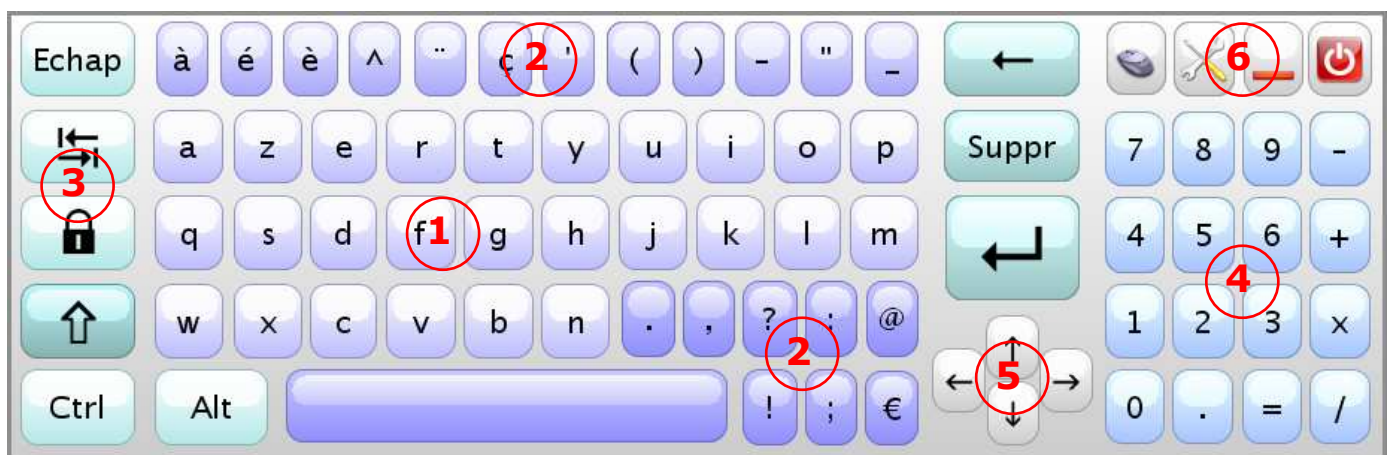 Echap à é è ^ ¨ ç 2 ' ( ) - " _ ← 6
a z e r t y u i o p Suppr 7 8 9 -
3
q s d f 1 g h j k l m 4 5 6 +
4
w x c v b n . , ? : @ ↑ 1 2 3 x
2
Ctrl Alt ! ; € ← 5 → ↓ 0 . = /